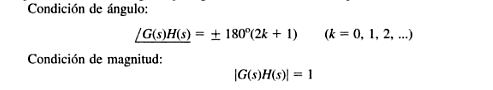 Condición de ángulo:
/G(s)H(s) = ± 180°(2k + 1) (k = 0, 1, 2, ...)
Condición de magnitud:
|G(s)H(s)| = 1